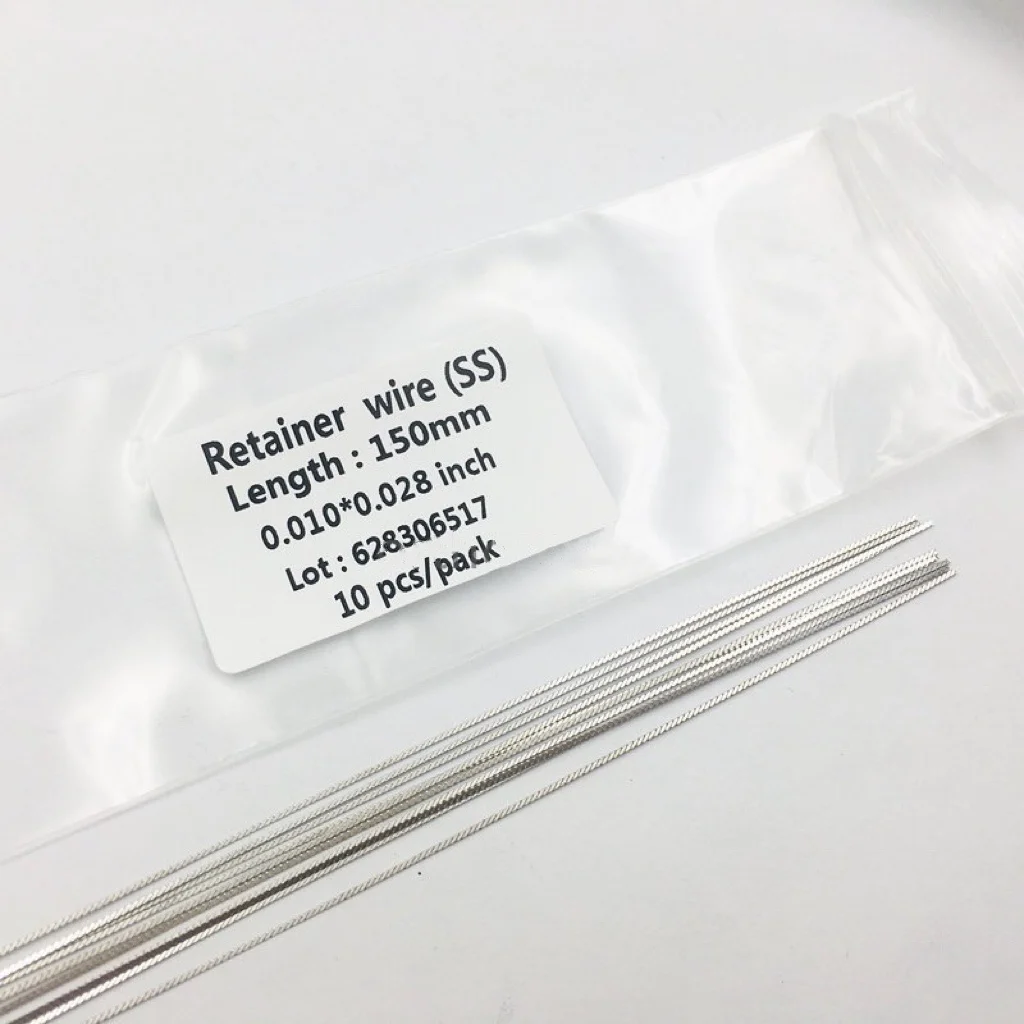 Retainer wire (SS)
Length : 150mm
0.010*0.028 inch
Lot : 628306517
10 pcs/pack